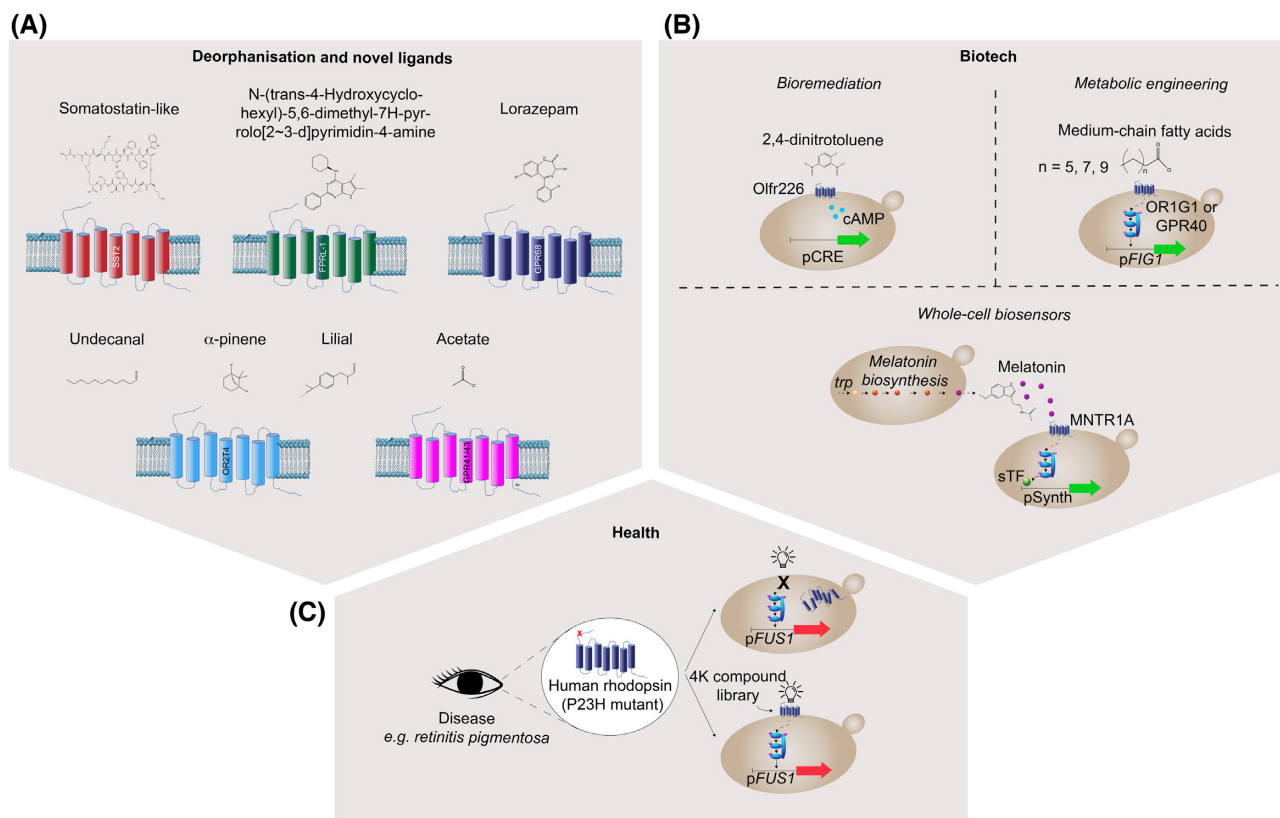 (A)
Deorphanisation and novel ligands
Somatostatin-like
N-(trans-4-Hydroxycyclo-
hexyl)-5,6-dimethyl-7H-pyr-
rolo[2~3-d]pyrimidin-4-amine
Lorazepam
SST2
FPRL-1
GPR68
Undecanal
α-pinene
Lilial
Acetate
OR2T4
GPR41/43
(B)
Biotech
Bioremediation
2,4-dinitrotoluene
Olfr226
cAMP
pCRE
Metabolic engineering
Medium-chain fatty acids
n = 5, 7, 9
n
OR1G1 or
GPR40
pFIG1
Whole-cell biosensors
Melatonin
biosynthesis
trp
Melatonin
MNTR1A
sTF
pSynth
(C)
Health
Disease
e.g. retinitis pigmentosa
X
Human rhodopsin
(P23H mutant)
X
pFUS1
4K compound
library
pFUS1